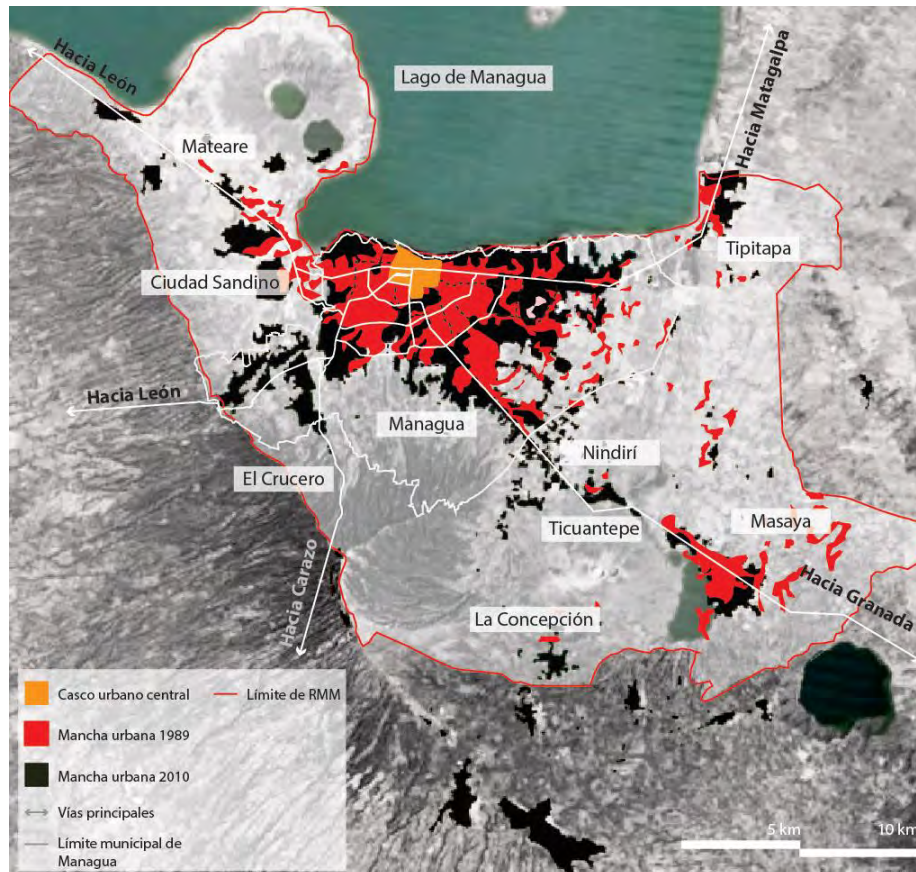 Hacia León
Lago de Managua
Hacia Matagalpa
Mateare
Tipitapa
Ciudad Sandino
Hacia León
Managua
Nindirí
El Crucero
Ticuantepe
Masaya
Hacia Carazo
Hacia Granada
La Concepción
Casco urbano central
Límite de RMM
Mancha urbana 1989
Mancha urbana 2010
Vías principales
Límite municipal de
Managua
5 km
10 km